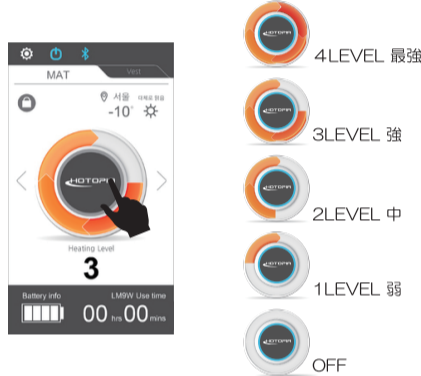 MAT
Vest
서울
-10°
HOTOPIA
Heating Level
3
Battery info
LM9W Use time
00 hrs 00 mins
HOTOPIA
4LEVEL 最強
HOTOPIA
3LEVEL 強
HOTOPIA
2LEVEL 中
HOTOPIA
1LEVEL 弱
HOTOPIA
OFF